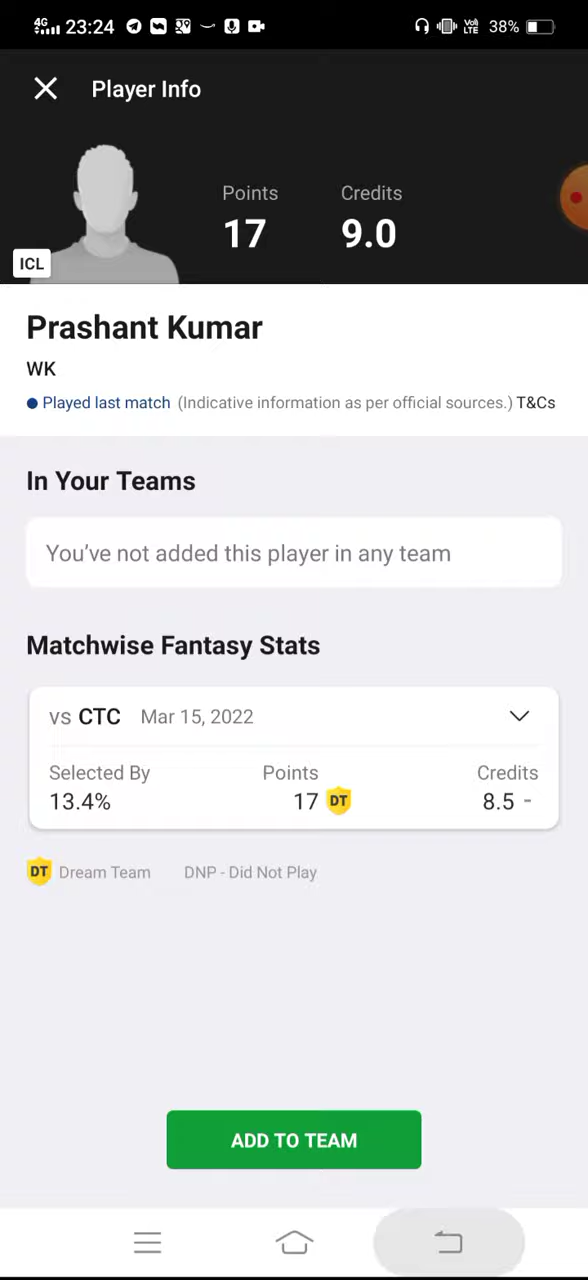 4G 23:24 Vol LTE 38%
Player Info
Points Credits
17 9.0
ICL
Prashant Kumar
WK
Played last match (Indicative information as per official sources.) T&Cs
In Your Teams
You've not added this player in any team
Matchwise Fantasy Stats
vs CTC Mar 15, 2022
Selected By Points Credits
13.4% 17 DT 8.5 -
DT Dream Team DNP - Did Not Play
ADD TO TEAM